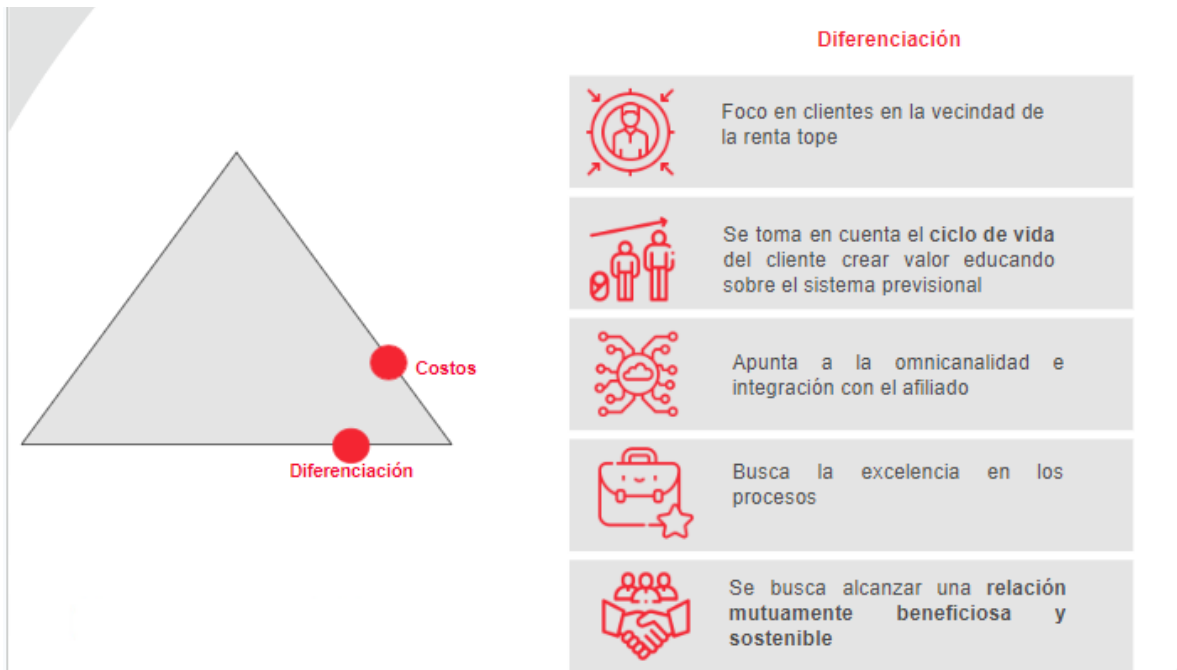 Diferenciación
Foco en clientes en la vecindad de
la renta tope
Se toma en cuenta el ciclo de vida
del cliente crear valor educando
sobre el sistema previsional
Apunta a la omnicanalidad e
integración con el afiliado
Busca la excelencia en los
procesos
Se busca alcanzar una relación
mutuamente beneficiosa y
sostenible
Costos
Diferenciación